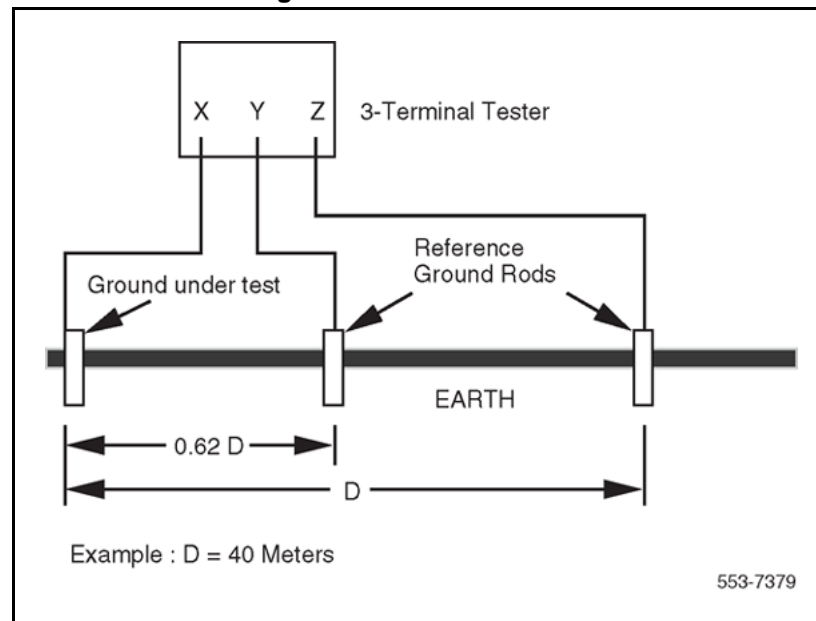 X Y Z 3-Terminal Tester
Reference
Ground Rods
Ground under test
EARTH
0.62 D
D
Example : D = 40 Meters
553-7379